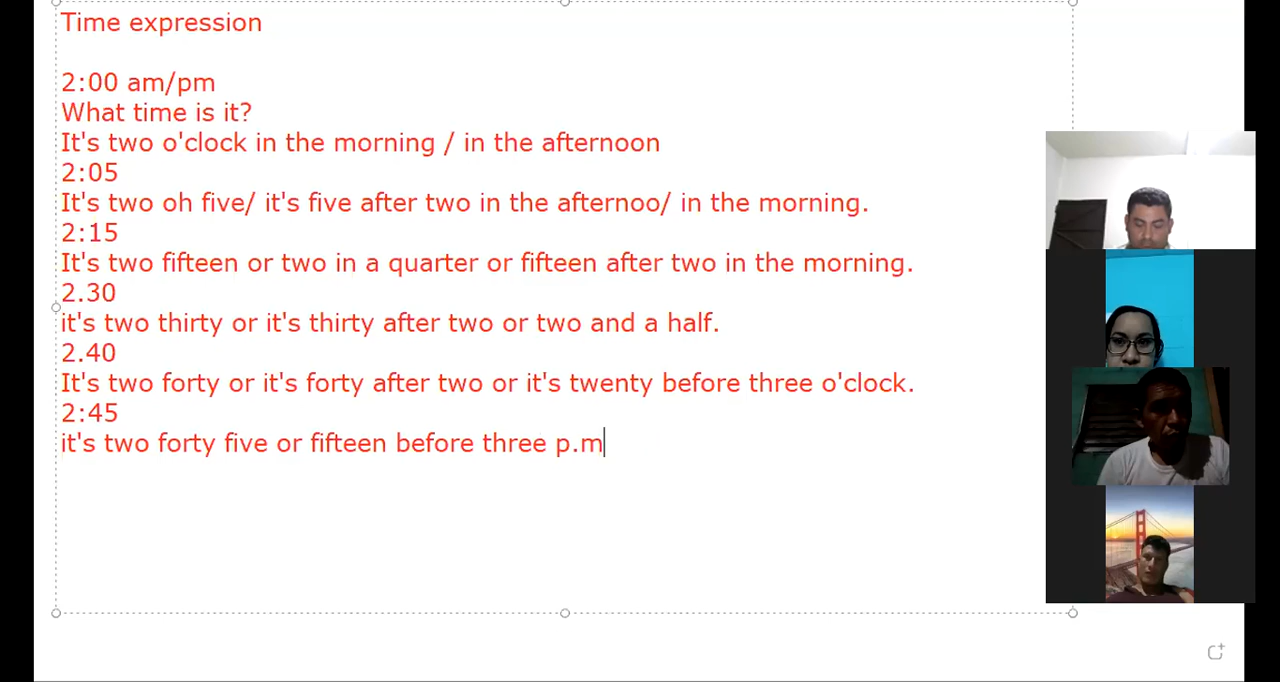 Time expression
2:00 am/pm
What time is it?
It's two o'clock in the morning / in the afternoon
2:05
It's two oh five/ it's five after two in the afternoo/ in the morning.
2:15
It's two fifteen or two in a quarter or fifteen after two in the morning.
2.30
it's two thirty or it's thirty after two or two and a half.
2.40
It's two forty or it's forty after two or it's twenty before three o'clock.
2:45
it's two forty five or fifteen before three p.m